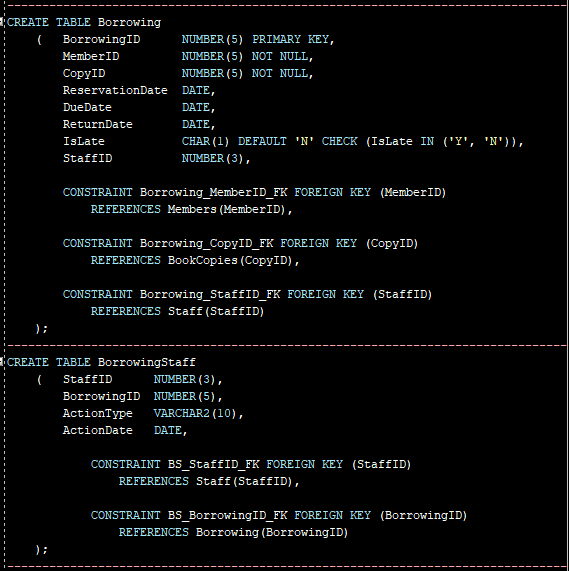 CREATE TABLE Borrowing
( BorrowingID NUMBER(5) PRIMARY KEY,
MemberID NUMBER(5) NOT NULL,
CopyID NUMBER(5) NOT NULL,
ReservationDate DATE,
DueDate DATE,
ReturnDate DATE,
IsLate CHAR(1) DEFAULT 'N' CHECK (IsLate IN ('Y', 'N')),
StaffID NUMBER(3),
CONSTRAINT Borrowing_MemberID_FK FOREIGN KEY (MemberID)
REFERENCES Members(MemberID),
CONSTRAINT Borrowing_CopyID_FK FOREIGN KEY (CopyID)
REFERENCES BookCopies(CopyID),
CONSTRAINT Borrowing_StaffID_FK FOREIGN KEY (StaffID)
REFERENCES Staff(StaffID)
);
CREATE TABLE BorrowingStaff
( StaffID NUMBER(3),
BorrowingID NUMBER(5),
ActionType VARCHAR2(10),
ActionDate DATE,
CONSTRAINT BS_StaffID_FK FOREIGN KEY (StaffID)
REFERENCES Staff(StaffID),
CONSTRAINT BS_BorrowingID_FK FOREIGN KEY (BorrowingID)
REFERENCES Borrowing(BorrowingID)
);